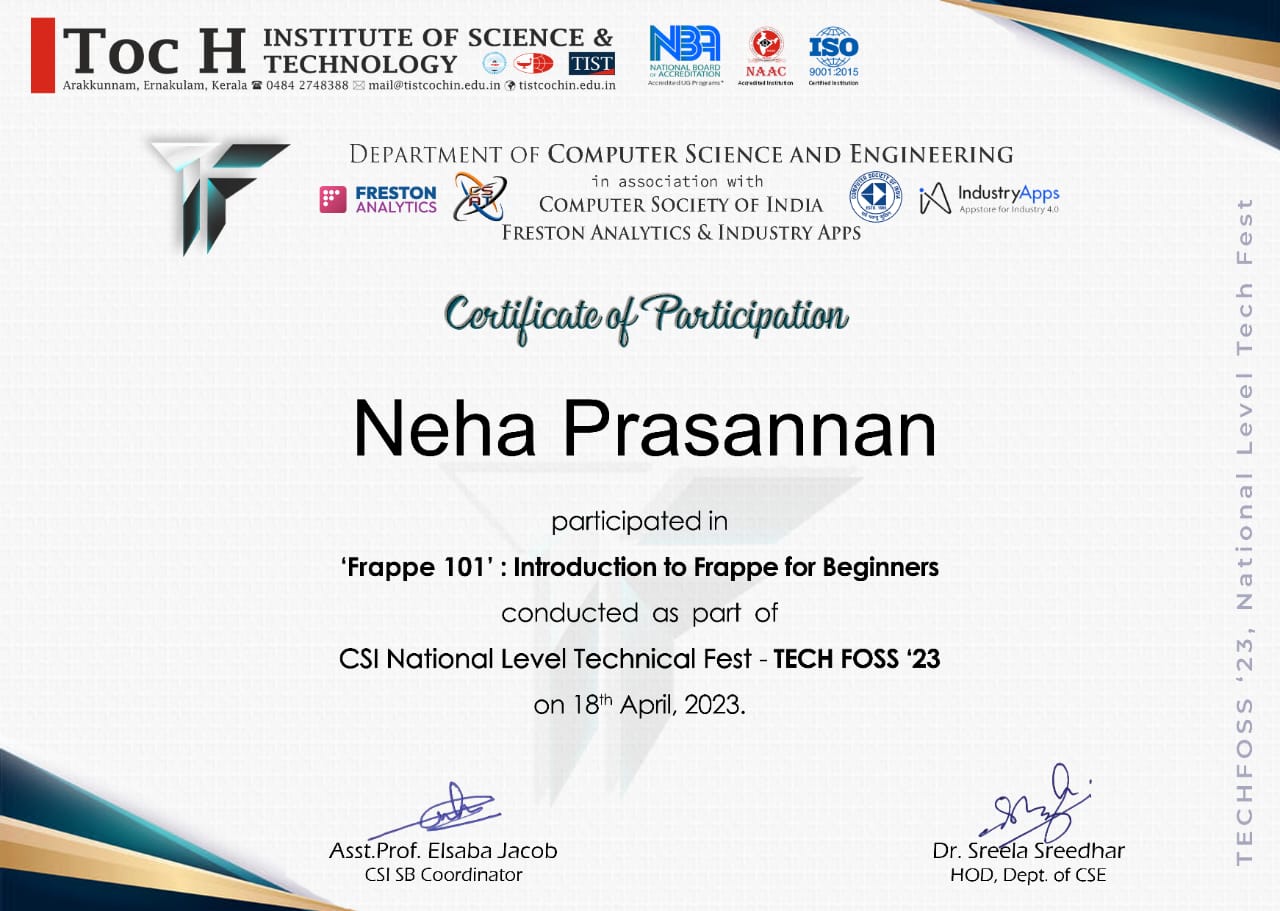 Toc H INSTITUTE OF SCIENCE &
TECHNOLOGY TIST
Arakkunnam, Ernakulam, Kerala ☎ 0484 2748388 ✉ mail@tistcochin.edu.in tistcochin.edu.in
NBA
NATIONAL BOARD
OF ACCREDITATION
Accredited UG Programs*
NAAC
Accredited Institution
ISO
9001:2015
Certified Institution
DEPARTMENT OF COMPUTER SCIENCE AND ENGINEERING
in association with
FRESTON
ANALYTICS
COMPUTER SOCIETY OF INDIA
COMPUTER SOCIETY OF INDIA
IndustryApps
Appstore for Industry 4.0
FRESTON ANALYTICS & INDUSTRY APPS
Certificate of Participation
Neha Prasannan
participated in
‘Frappe 101’ : Introduction to Frappe for Beginners
conducted as part of
CSI National Level Technical Fest - TECH FOSS ‘23
on 18th April, 2023.
Asst.Prof. Elsaba Jacob
CSI SB Coordinator
Dr. Sreela Sreedhar
HOD, Dept. of CSE
TECHFOSS ‘23, National Level Tech Fest